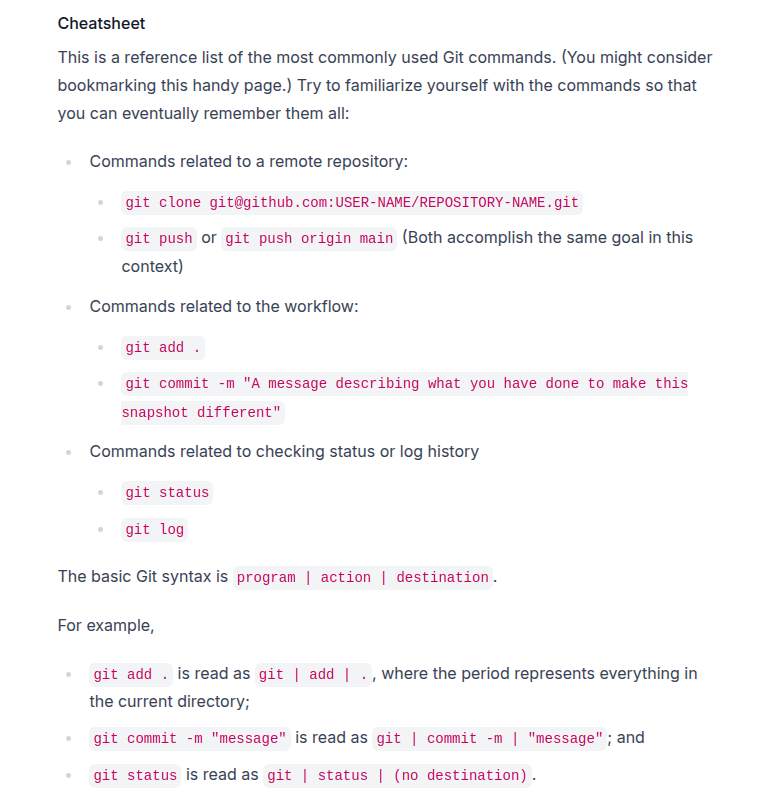 Cheatsheet
This is a reference list of the most commonly used Git commands. (You might consider
bookmarking this handy page.) Try to familiarize yourself with the commands so that
you can eventually remember them all:
Commands related to a remote repository:
git clone git@github.com:USER-NAME/REPOSITORY-NAME.git
git push or git push origin main (Both accomplish the same goal in this
context)
Commands related to the workflow:
git add .
git commit -m "A message describing what you have done to make this
snapshot different"
Commands related to checking status or log history
git status
git log
The basic Git syntax is program | action | destination.
For example,
git add . is read as git | add | ., where the period represents everything in
the current directory;
git commit -m "message" is read as git | commit -m | "message"; and
git status is read as git | status | (no destination).